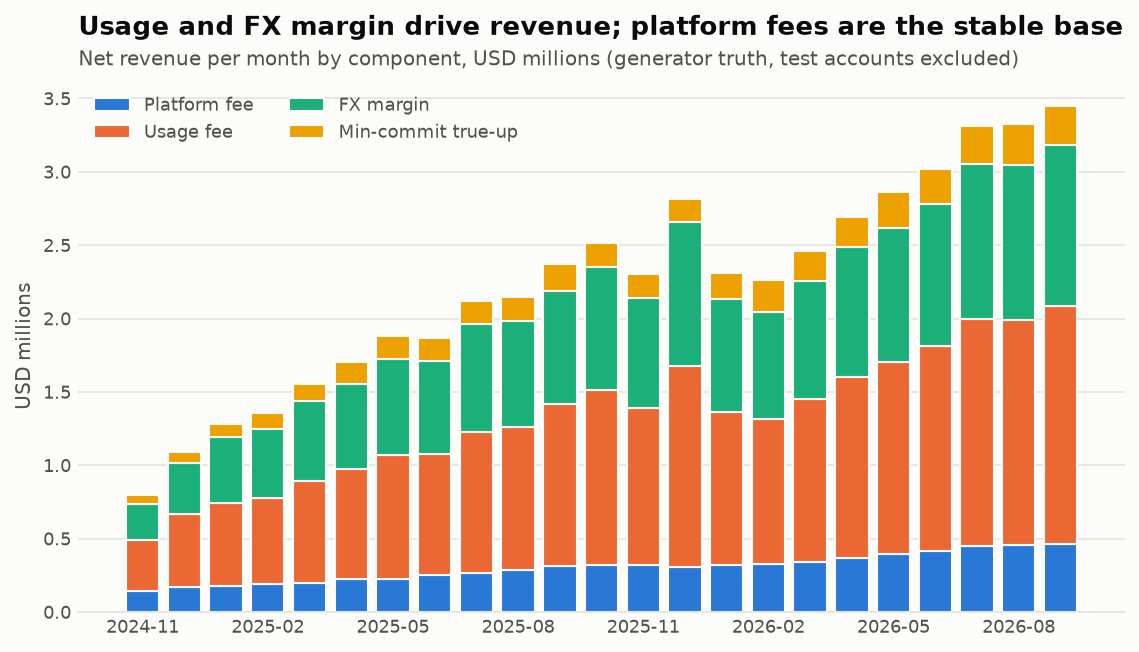 Usage and FX margin drive revenue; platform fees are the stable base
Net revenue per month by component, USD millions (generator truth, test accounts excluded)
Platform fee
Usage fee
FX margin
Min-commit true-up
USD millions
3.5
3.0
2.5
2.0
1.5
1.0
0.5
0.0
2024-11
2025-02
2025-05
2025-08
2025-11
2026-02
2026-05
2026-08